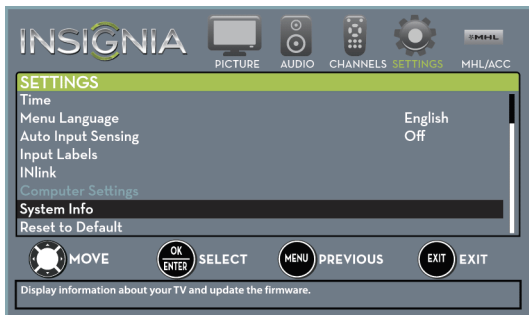 INSIGNIA
PICTURE AUDIO CHANNELS SETTINGS MHL/ACC
MHL
SETTINGS
Time
Menu Language English
Auto Input Sensing Off
Input Labels
INlink
Computer Settings
System Info
Reset to Default
MOVE OK ENTER SELECT MENU PREVIOUS EXIT EXIT
Display information about your TV and update the firmware.